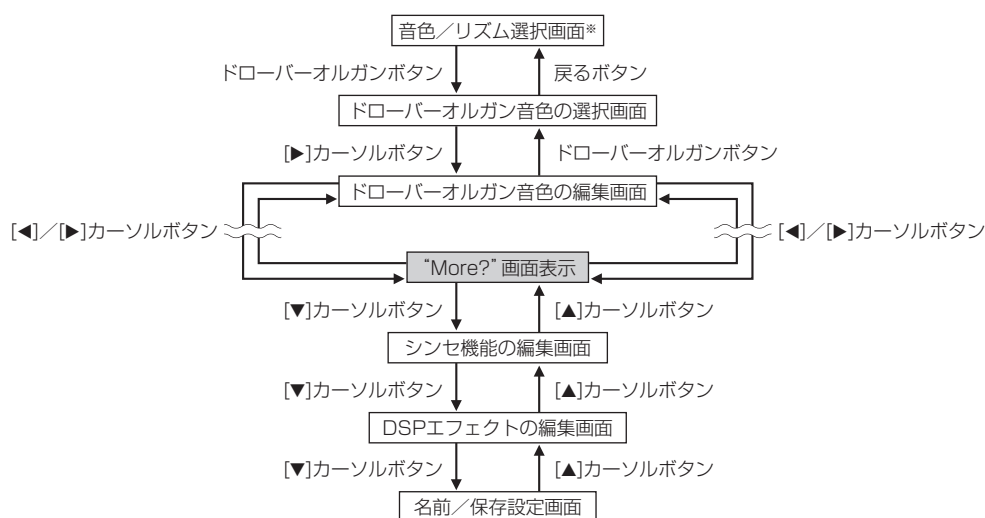 音色／リズム選択画面※
ドローバーオルガンボタン 戻るボタン
ドローバーオルガン音色の選択画面
[▶]カーソルボタン ドローバーオルガンボタン
ドローバーオルガン音色の編集画面
[◀]／[▶]カーソルボタン [◀]／[▶]カーソルボタン
“More?” 画面表示
[▼]カーソルボタン [▲]カーソルボタン
シンセ機能の編集画面
[▼]カーソルボタン [▲]カーソルボタン
DSPエフェクトの編集画面
[▼]カーソルボタン [▲]カーソルボタン
名前／保存設定画面